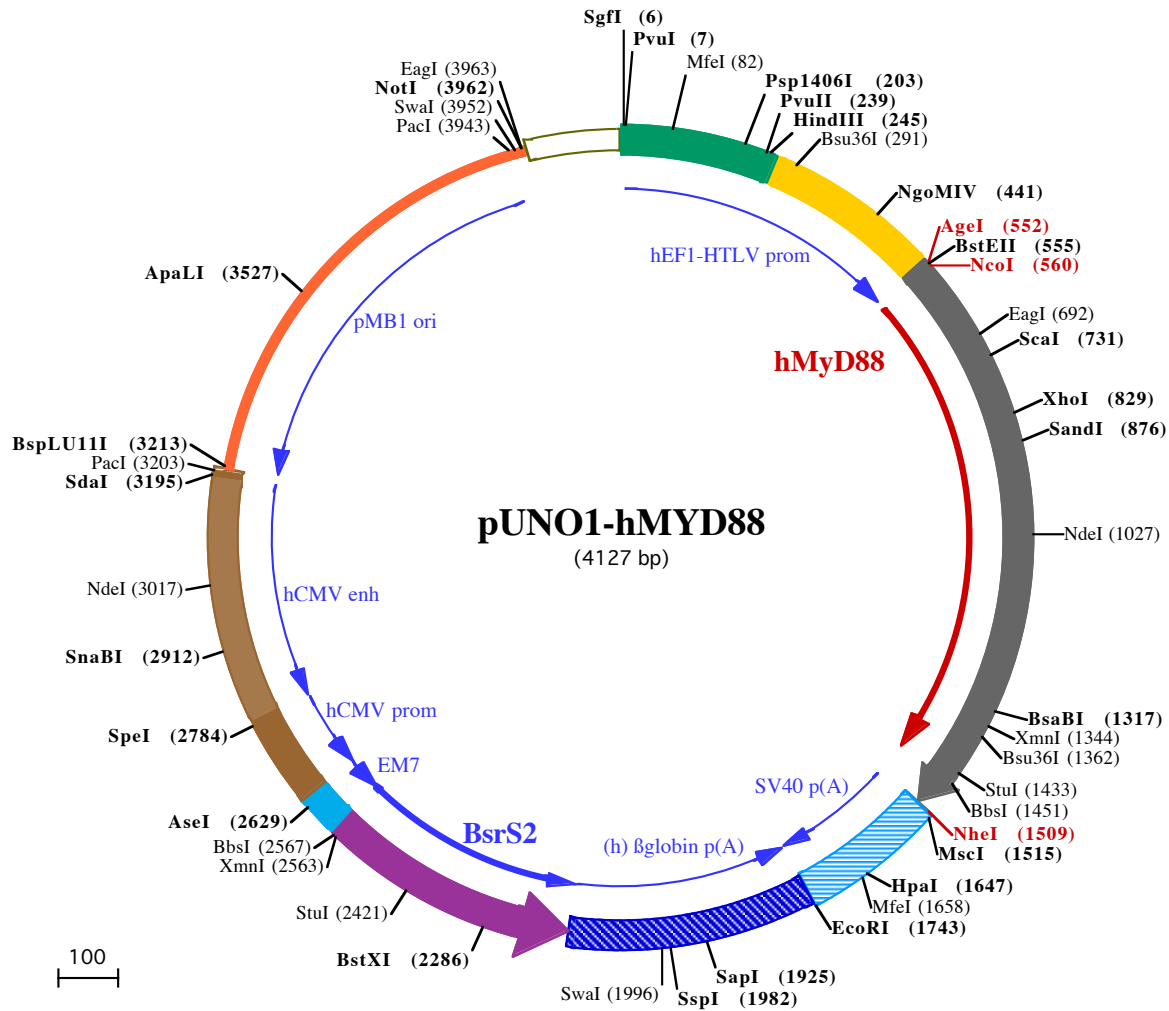 SgfI (6)
PvuI (7)
MfeI (82)
Psp1406I (203)
PvuII (239)
HindIII (245)
Bsu36I (291)
NgoMIV (441)
AgeI (552)
BstEII (555)
NcoI (560)
EagI (692)
ScaI (731)
XhoI (829)
SandI (876)
NdeI (1027)
BsaBI (1317)
XmnI (1344)
Bsu36I (1362)
StuI (1433)
BbsI (1451)
NheI (1509)
MscI (1515)
HpaI (1647)
MfeI (1658)
EcoRI (1743)
SapI (1925)
SspI (1982)
SwaI (1996)
BstXI (2286)
StuI (2421)
XmnI (2563)
BbsI (2567)
AseI (2629)
SpeI (2784)
SnaBI (2912)
NdeI (3017)
SdaI (3195)
PacI (3203)
BspLU11I (3213)
ApaLI (3527)
PacI (3943)
SwaI (3952)
NotI (3962)
EagI (3963)
hEF1-HTLV prom
hMyD88
SV40 p(A)
(h) ßglobin p(A)
BsrS2
EM7
hCMV prom
hCMV enh
pMB1 ori
pUNO1-hMYD88
(4127 bp)
100